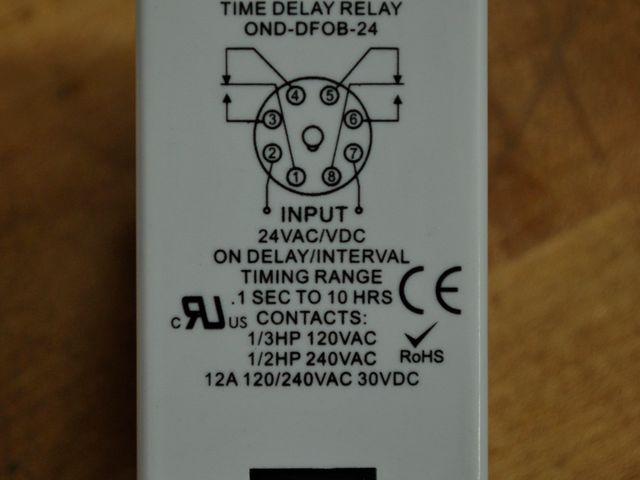 TIME DELAY RELAY
OND-DFOB-24
4 5
3 6
2 7
1 8
INPUT
24VAC/VDC
ON DELAY/INTERVAL
TIMING RANGE
.1 SEC TO 10 HRS
CE
c RU US
CONTACTS:
1/3HP 120VAC
1/2HP 240VAC
RoHS
12A 120/240VAC 30VDC